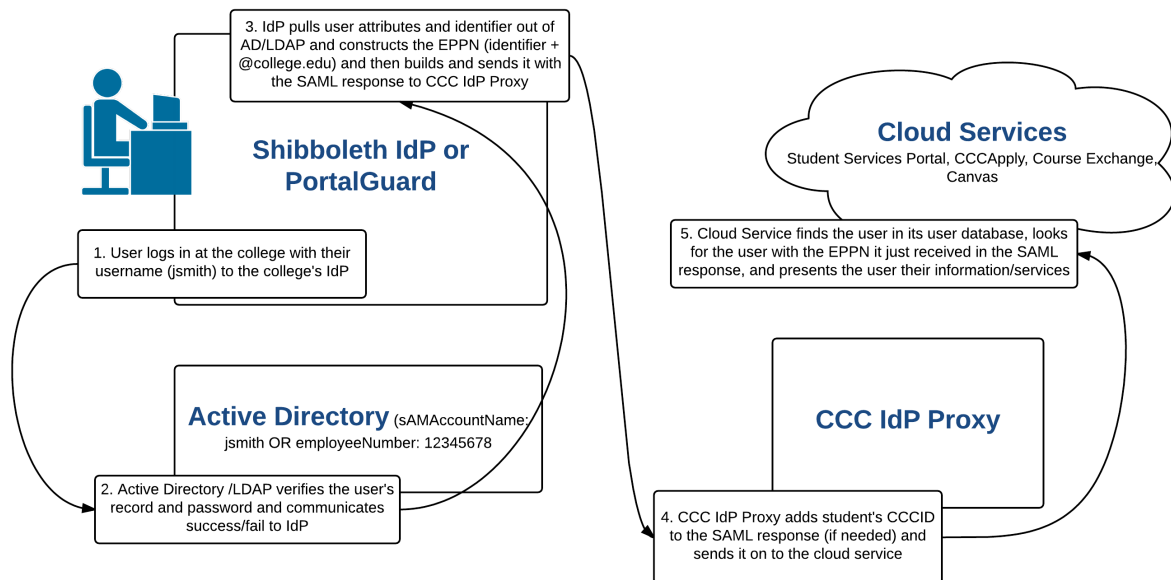 3. IdP pulls user attributes and identifier out of
AD/LDAP and constructs the EPPN (identifier +
@college.edu) and then builds and sends it with
the SAML response to CCC IdP Proxy
Shibboleth IdP or
PortalGuard
1. User logs in at the college with their
username (jsmith) to the college's IdP
Active Directory (sAMAccountName:
jsmith OR employeeNumber: 12345678
2. Active Directory /LDAP verifies the user's
record and password and communicates
success/fail to IdP
Cloud Services
Student Services Portal, CCCApply, Course Exchange,
Canvas
5. Cloud Service finds the user in its user database, looks
for the user with the EPPN it just received in the SAML
response, and presents the user their information/services
CCC IdP Proxy
4. CCC IdP Proxy adds student's CCCID
to the SAML response (if needed) and
sends it on to the cloud service